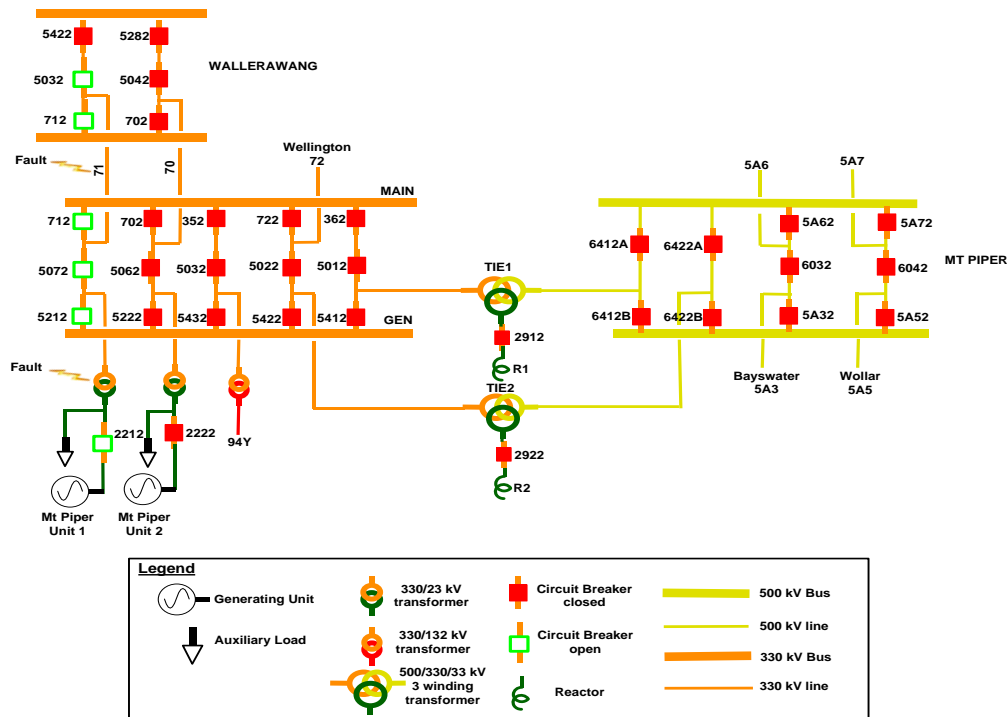 5422
5282
WALLERAWANG
5032
5042
712
702
Fault
71
70
Wellington
72
5A6
5A7
MAIN
712
702
352
722
362
6412A
6422A
5A62
5A72
5072
5062
5032
5022
5012
TIE1
6032
6042
MT PIPER
5212
5222
5432
5422
5412
GEN
6412B
6422B
5A32
5A52
2912
R1
Fault
TIE2
Bayswater
5A3
Wollar
5A5
2212
2222
94Y
2922
R2
Mt Piper
Unit 1
Mt Piper
Unit 2
Legend
Generating Unit
Auxiliary Load
330/23 kV
transformer
330/132 kV
transformer
500/330/33 kV
3 winding
transformer
Circuit Breaker
closed
Circuit Breaker
open
Reactor
500 kV Bus
500 kV line
330 kV Bus
330 kV line